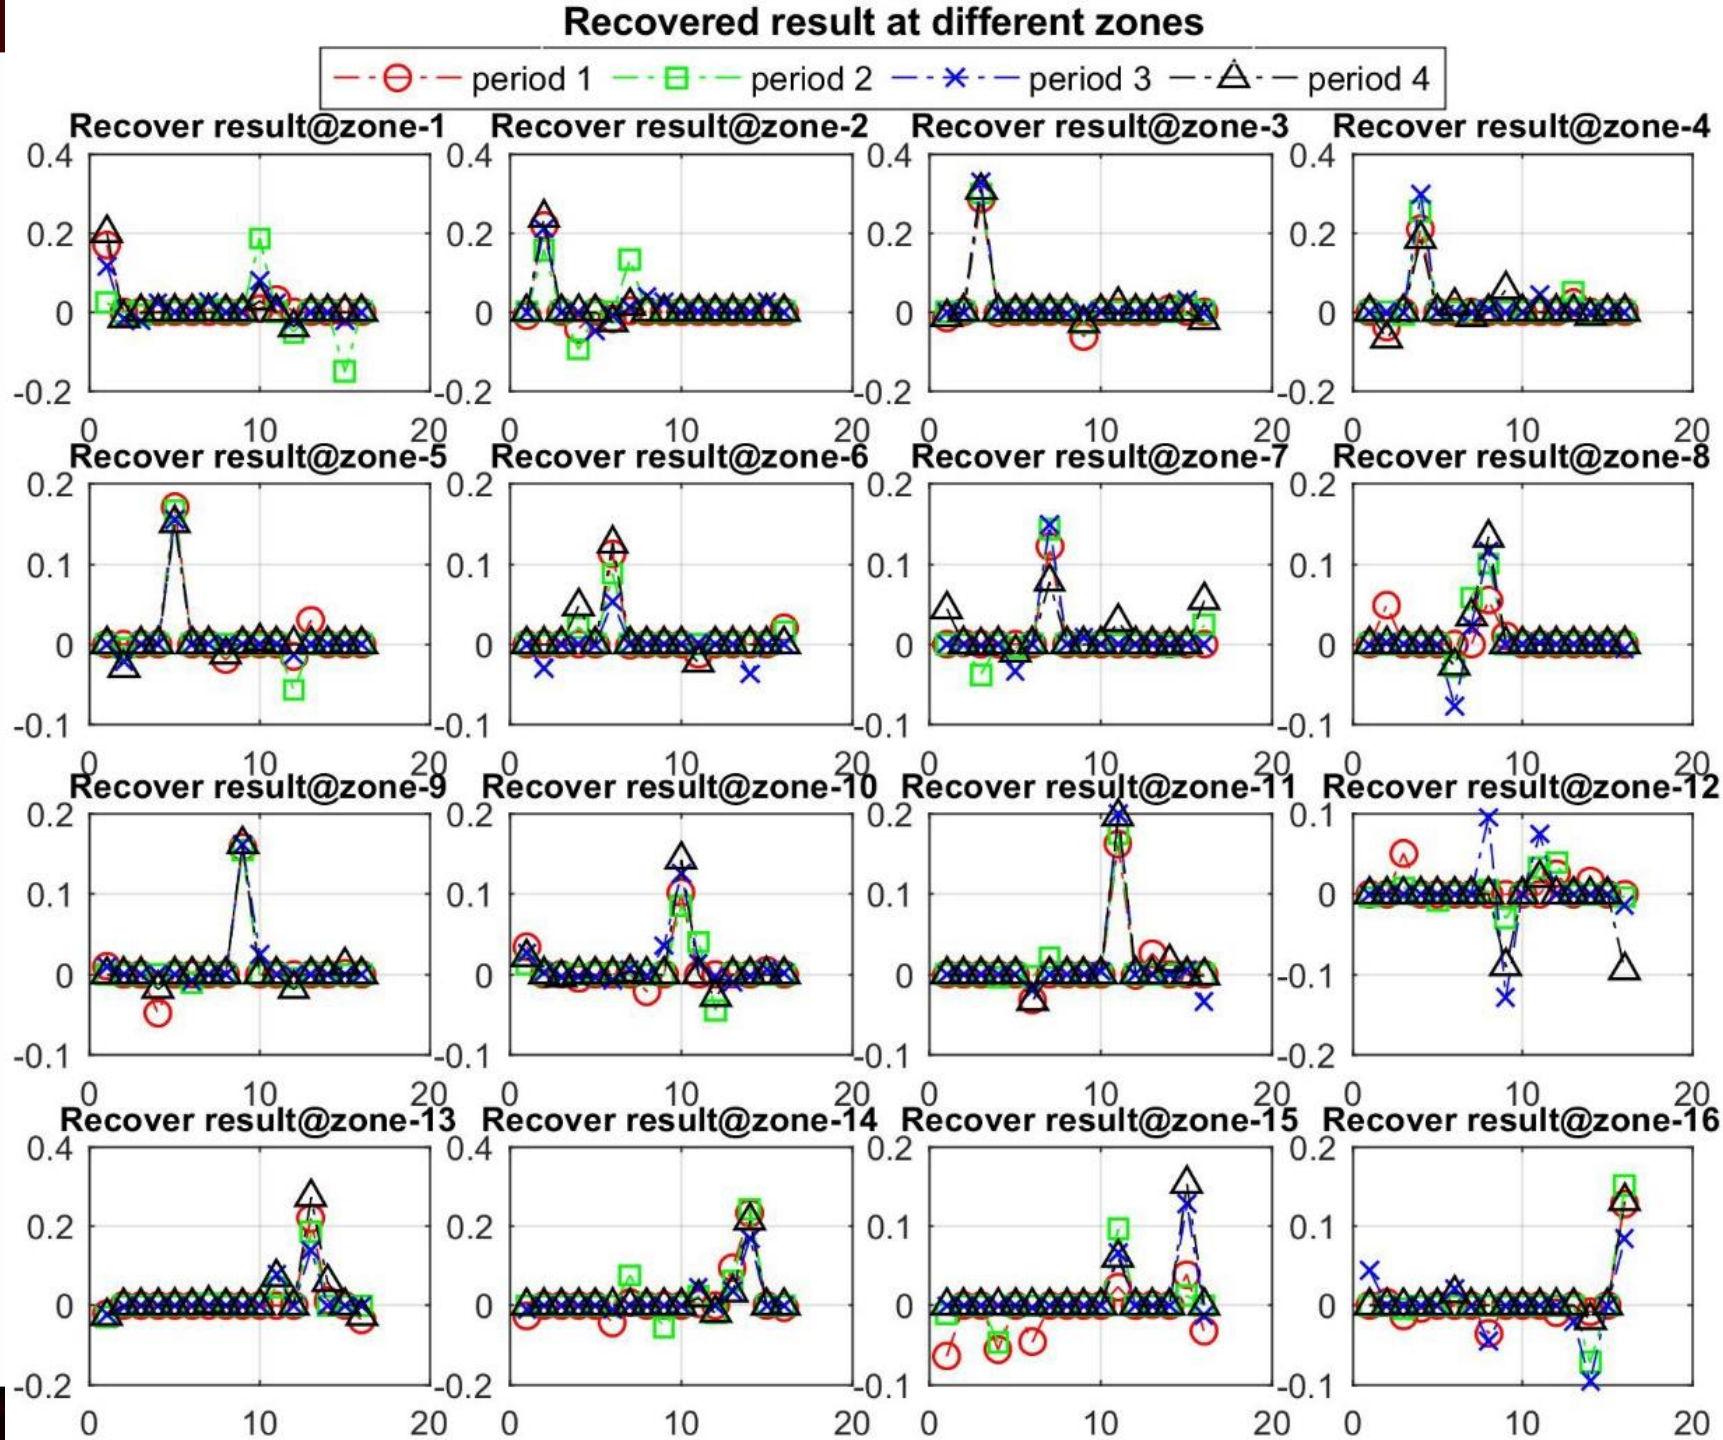 Recovered result at different zones
period 1 period 2 period 3 period 4
Recover result@zone-1 Recover result@zone-2 Recover result@zone-3 Recover result@zone-4
0.4 0.4 0.4 0.4
0.2 0.2 0.2 0.2
0 0 0 0
-0.2 -0.2 -0.2 -0.2
0 10 20 0 10 20 0 10 20 0 10 20
Recover result@zone-5 Recover result@zone-6 Recover result@zone-7 Recover result@zone-8
0.2 0.2 0.2 0.2
0.1 0.1 0.1 0.1
0 0 0 0
-0.1 -0.1 -0.1 -0.1
0 10 20 0 10 20 0 10 20 0 10 20
Recover result@zone-9 Recover result@zone-10 Recover result@zone-11 Recover result@zone-12
0.2 0.2 0.2 0.1
0.1 0.1 0.1 0
0 0 0 -0.1
-0.1 -0.1 -0.1 -0.2
0 10 20 0 10 20 0 10 20 0 10 20
Recover result@zone-13 Recover result@zone-14 Recover result@zone-15 Recover result@zone-16
0.4 0.4 0.2 0.2
0.2 0.2 0.1 0.1
0 0 0 0
-0.2 -0.2 -0.1 -0.1
0 10 20 0 10 20 0 10 20 0 10 20